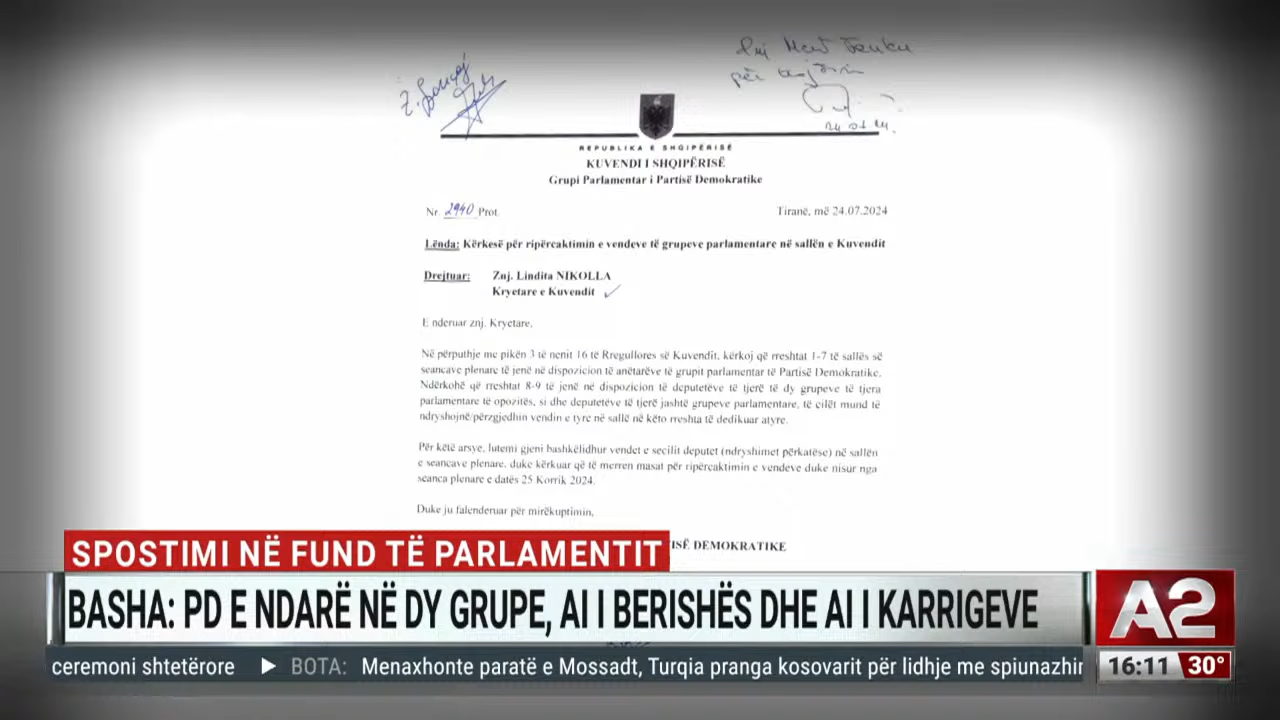 Z. Gonxhja
Znj Mart Tanku
për trajtim
REPUBLIKA E SHQIPËRISË
KUVENDI I SHQIPËRISË
Grupi Parlamentar i Partisë Demokratike
Nr. 2940 Prot.
Tiranë, më 24.07.2024
Lënda: Kërkesë për ripërcaktimin e vendeve të grupeve parlamentare në sallën e Kuvendit
Drejtuar: Znj. Lindita NIKOLLA
Kryetare e Kuvendit
E nderuar znj. Kryetare,
Në përputhje me pikën 3 të nenit 16 të Rregullores së Kuvendit, kërkoj që rreshtat 1-7 të sallës së
seancave plenare të jenë në dispozicion të anëtarëve të grupit parlamentar të Partisë Demokratike.
Ndërkohë që rreshtat 8-9 të jenë në dispozicion të deputetëve të tjerë të dy grupeve të tjera
parlamentare të opozitës, si dhe deputetëve të tjerë jashtë grupeve parlamentare, të cilët mund të
ndryshojnë/përzgjedhin vendin e tyre në sallë në këto rreshta të dedikuar atyre.
Për këtë arsye, lutemi gjeni bashkëlidhur vendet e secilit deputet (ndryshimet përkatëse) në sallën
e seancave plenare, duke kërkuar që të merren masat për ripërcaktimin e vendeve duke nisur nga
seanca plenare e datës 25 Korrik 2024.
Duke ju falenderuar për mirëkuptimin,
ISË DEMOKRATIKE
SPOSTIMI NË FUND TË PARLAMENTIT
BASHA: PD E NDARË NË DY GRUPE, AI I BERISHËS DHE AI I KARRIGEVE
A2
ceremoni shtetërore ▶ BOTA: Menaxhonte paratë e Mossadt, Turqia pranga kosovarit për lidhje me spiunazhin
16:11 30°